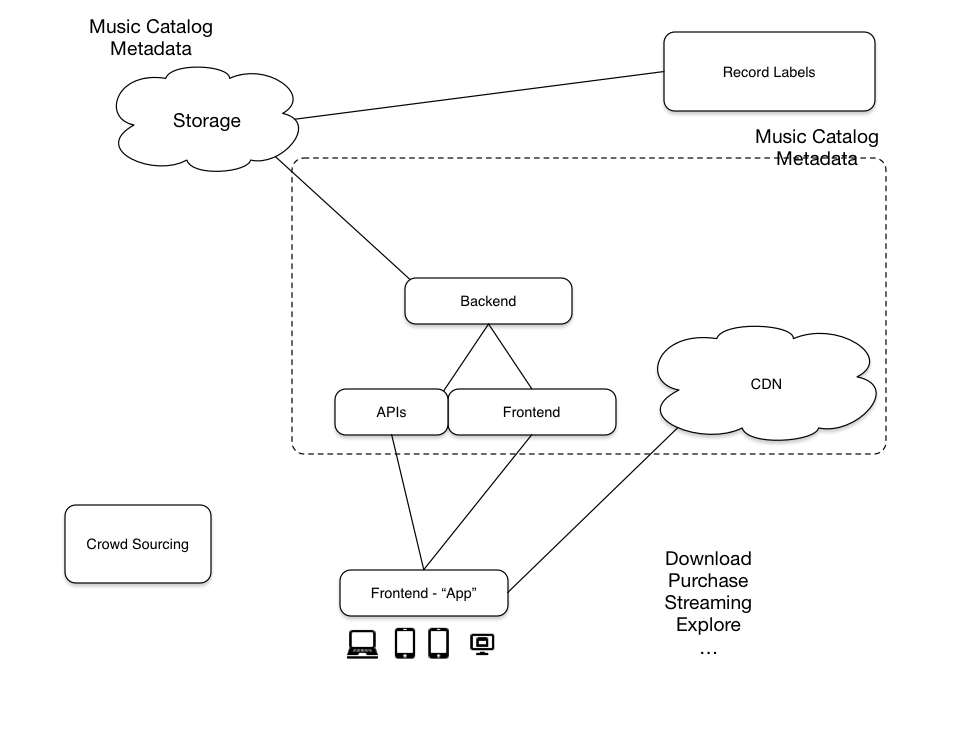 Music Catalog
Metadata
Storage
Record Labels
Music Catalog
Metadata
Backend
CDN
APIs
Frontend
Crowd Sourcing
Frontend - “App”
Download
Purchase
Streaming
Explore
...